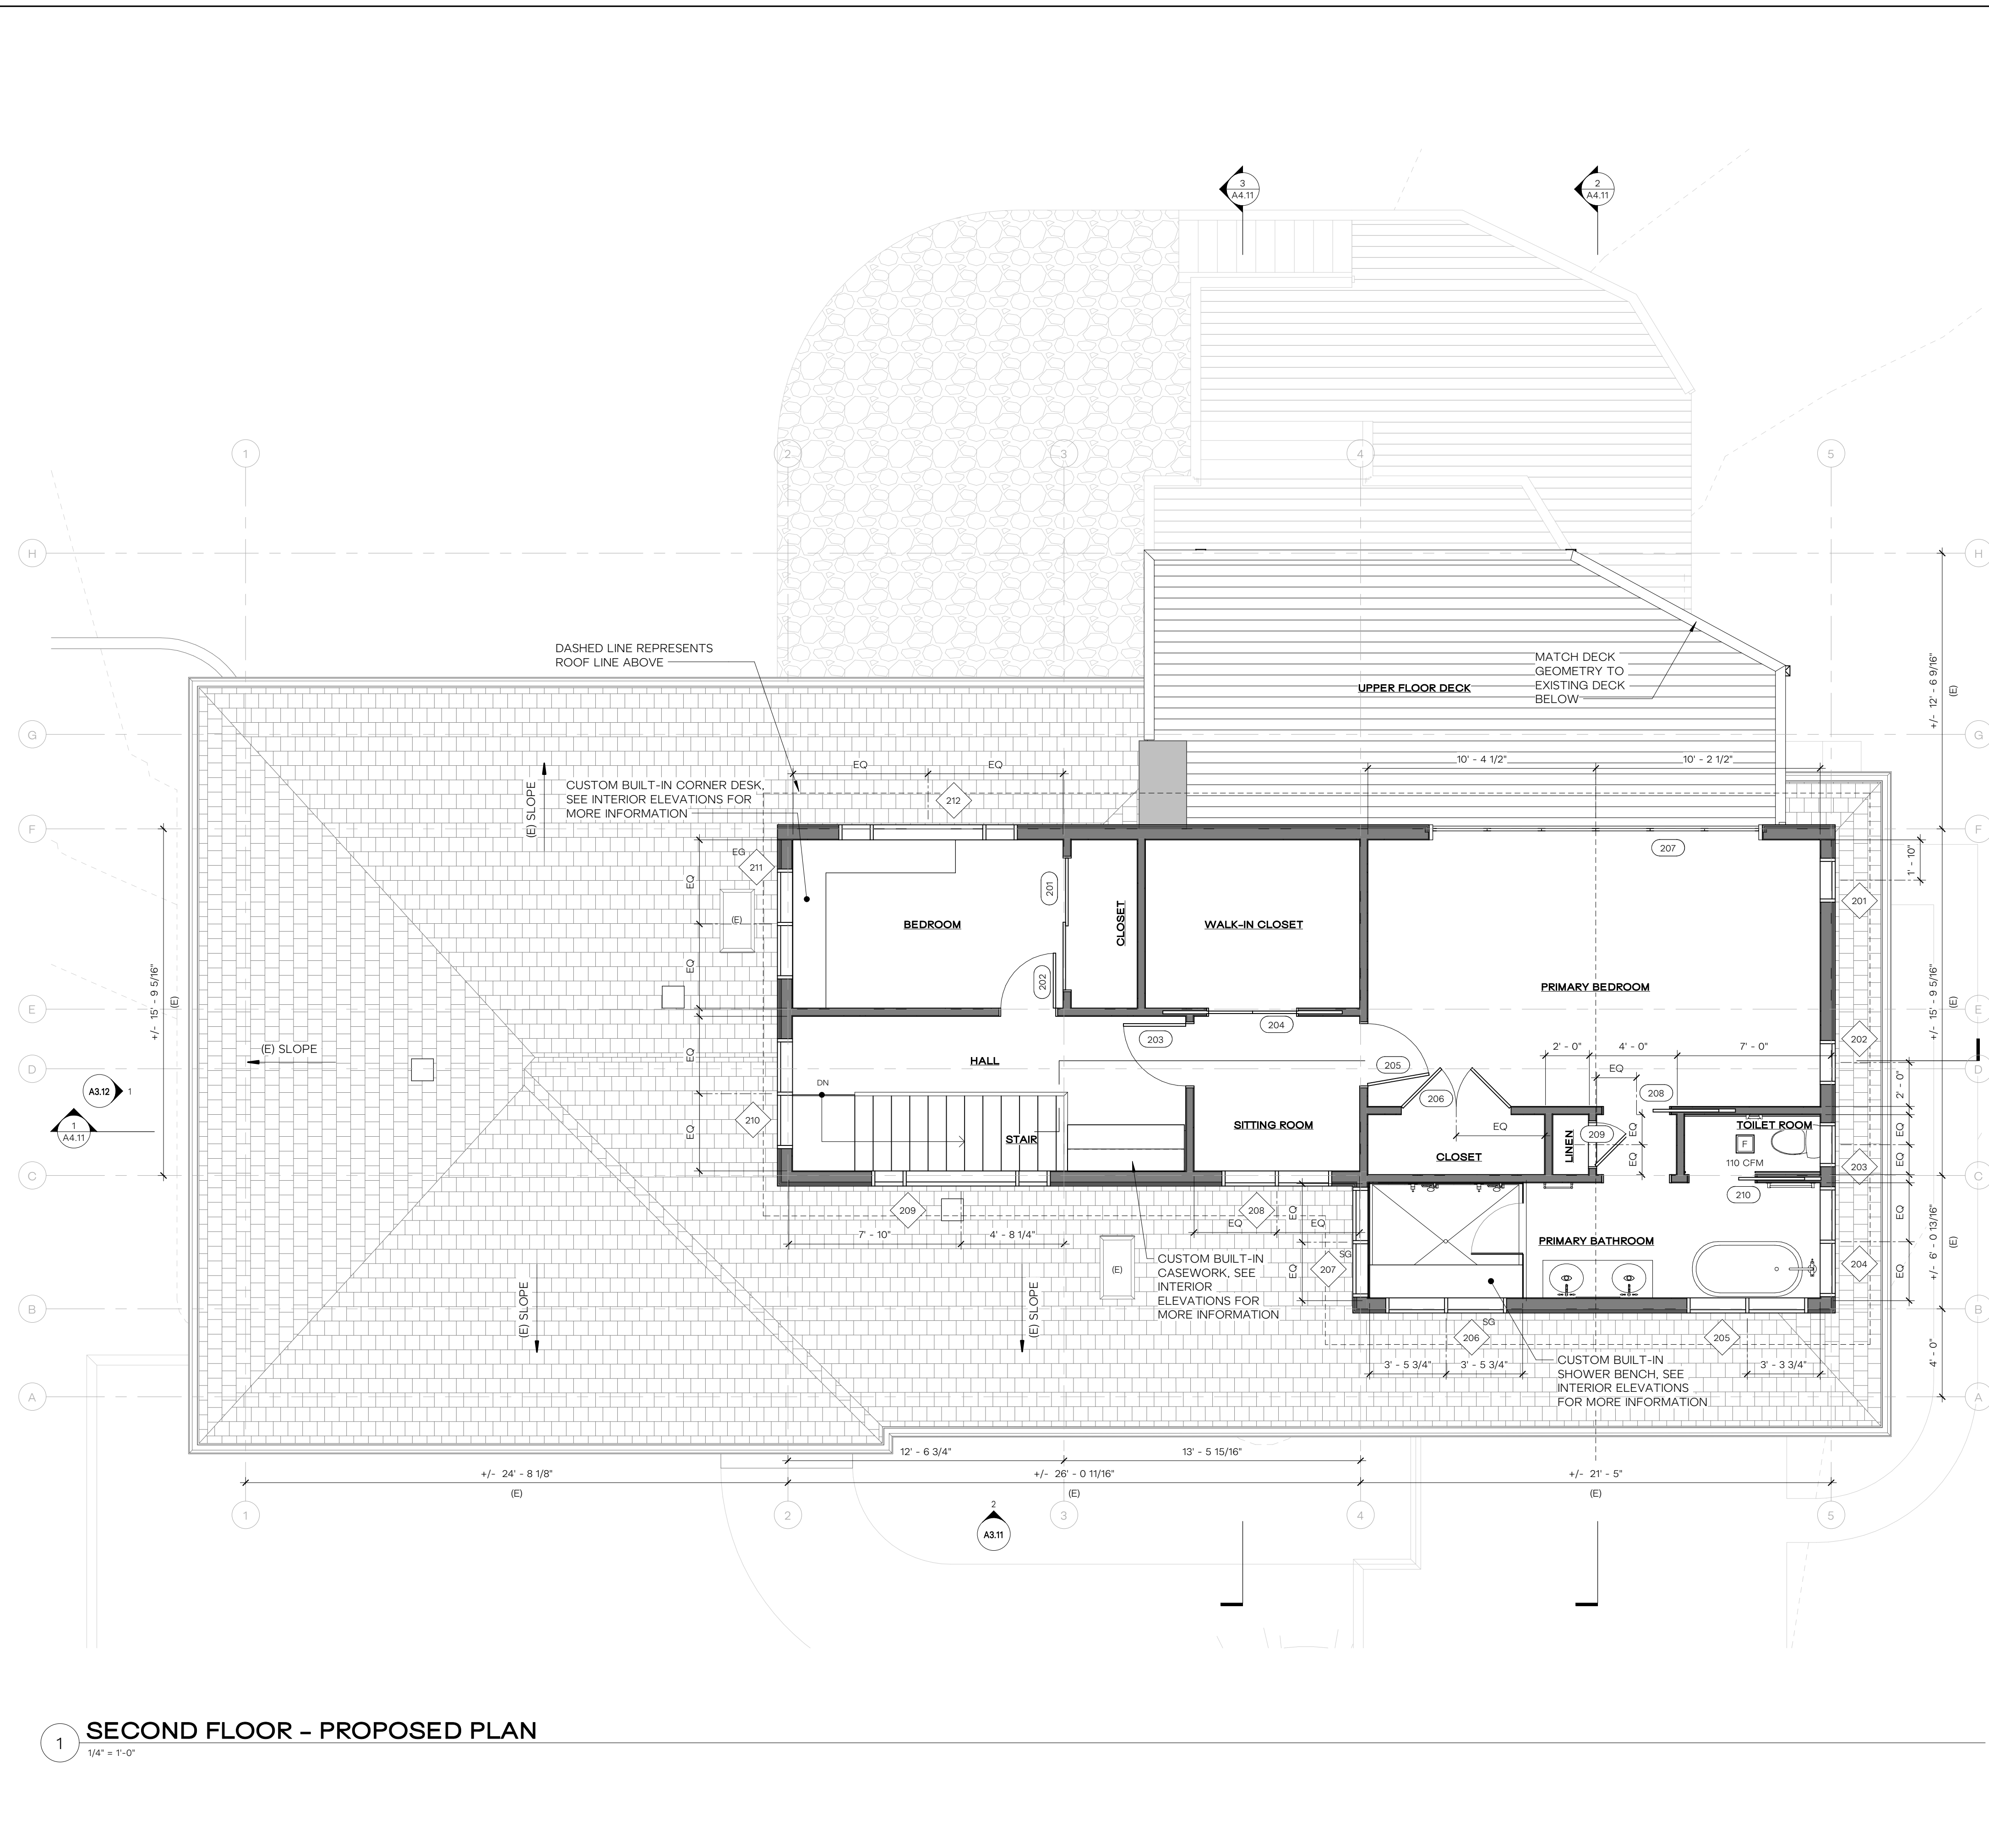 3
A4.11
2
A4.11
1
2
3
4
5
H
H
DASHED LINE REPRESENTS
ROOF LINE ABOVE
MATCH DECK
GEOMETRY TO
EXISTING DECK
BELOW
UPPER FLOOR DECK
+/- 12' - 6 9/16"
(E)
G
G
EQ
EQ
10' - 4 1/2"
10' - 2 1/2"
(E) SLOPE
CUSTOM BUILT-IN CORNER DESK,
SEE INTERIOR ELEVATIONS FOR
MORE INFORMATION
212
F
F
EG
211
207
1' - 10"
EQ
201
201
(E)
BEDROOM
CLOSET
WALK-IN CLOSET
EQ
202
PRIMARY BEDROOM
+/- 15' - 9 5/16"
(E)
+/- 15' - 9 5/16"
(E)
E
E
204
203
202
(E) SLOPE
EQ
HALL
2' - 0"
4' - 0"
7' - 0"
D
D
205
EQ
DN
206
208
2' - 0"
A3.12
1
1
A4.11
210
EQ
STAIR
SITTING ROOM
EQ
CLOSET
LINEN
209
EQ
EQ
TOILET ROOM
F
110 CFM
EQ
EQ
203
C
C
210
209
208
EQ
EQ
EQ
EQ
7' - 10"
4' - 8 1/4"
PRIMARY BATHROOM
+/- 6' - 0 13/16"
(E)
SG
207
EQ
EQ
204
(E)
CUSTOM BUILT-IN
CASEWORK, SEE
INTERIOR
ELEVATIONS FOR
MORE INFORMATION
(E) SLOPE
(E) SLOPE
B
B
SG
206
205
3' - 5 3/4"
3' - 5 3/4"
3' - 3 3/4"
4' - 0"
CUSTOM BUILT-IN
SHOWER BENCH, SEE
INTERIOR ELEVATIONS
FOR MORE INFORMATION
A
A
12' - 6 3/4"
13' - 5 15/16"
+/- 24' - 8 1/8"
(E)
+/- 26' - 0 11/16"
(E)
+/- 21' - 5"
(E)
1
2
3
4
5
2
A3.11
1
SECOND FLOOR - PROPOSED PLAN
1/4" = 1'-0"